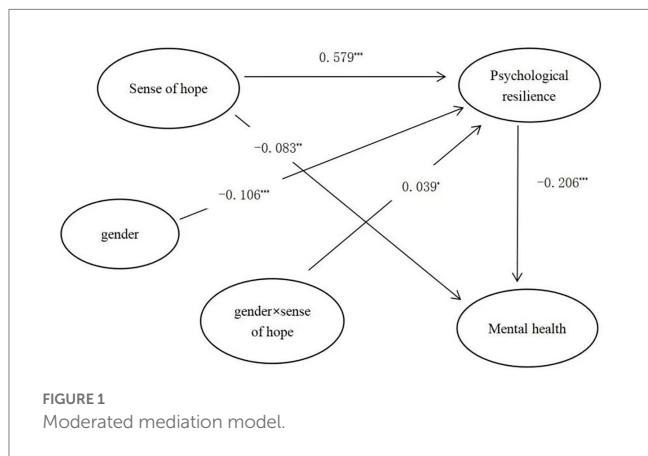 0.579***
Sense of hope
Psychological
resilience
-0.083**
-0.106***
0.039*
-0.206***
gender
gender×sense
of hope
Mental health
FIGURE 1
Moderated mediation model.